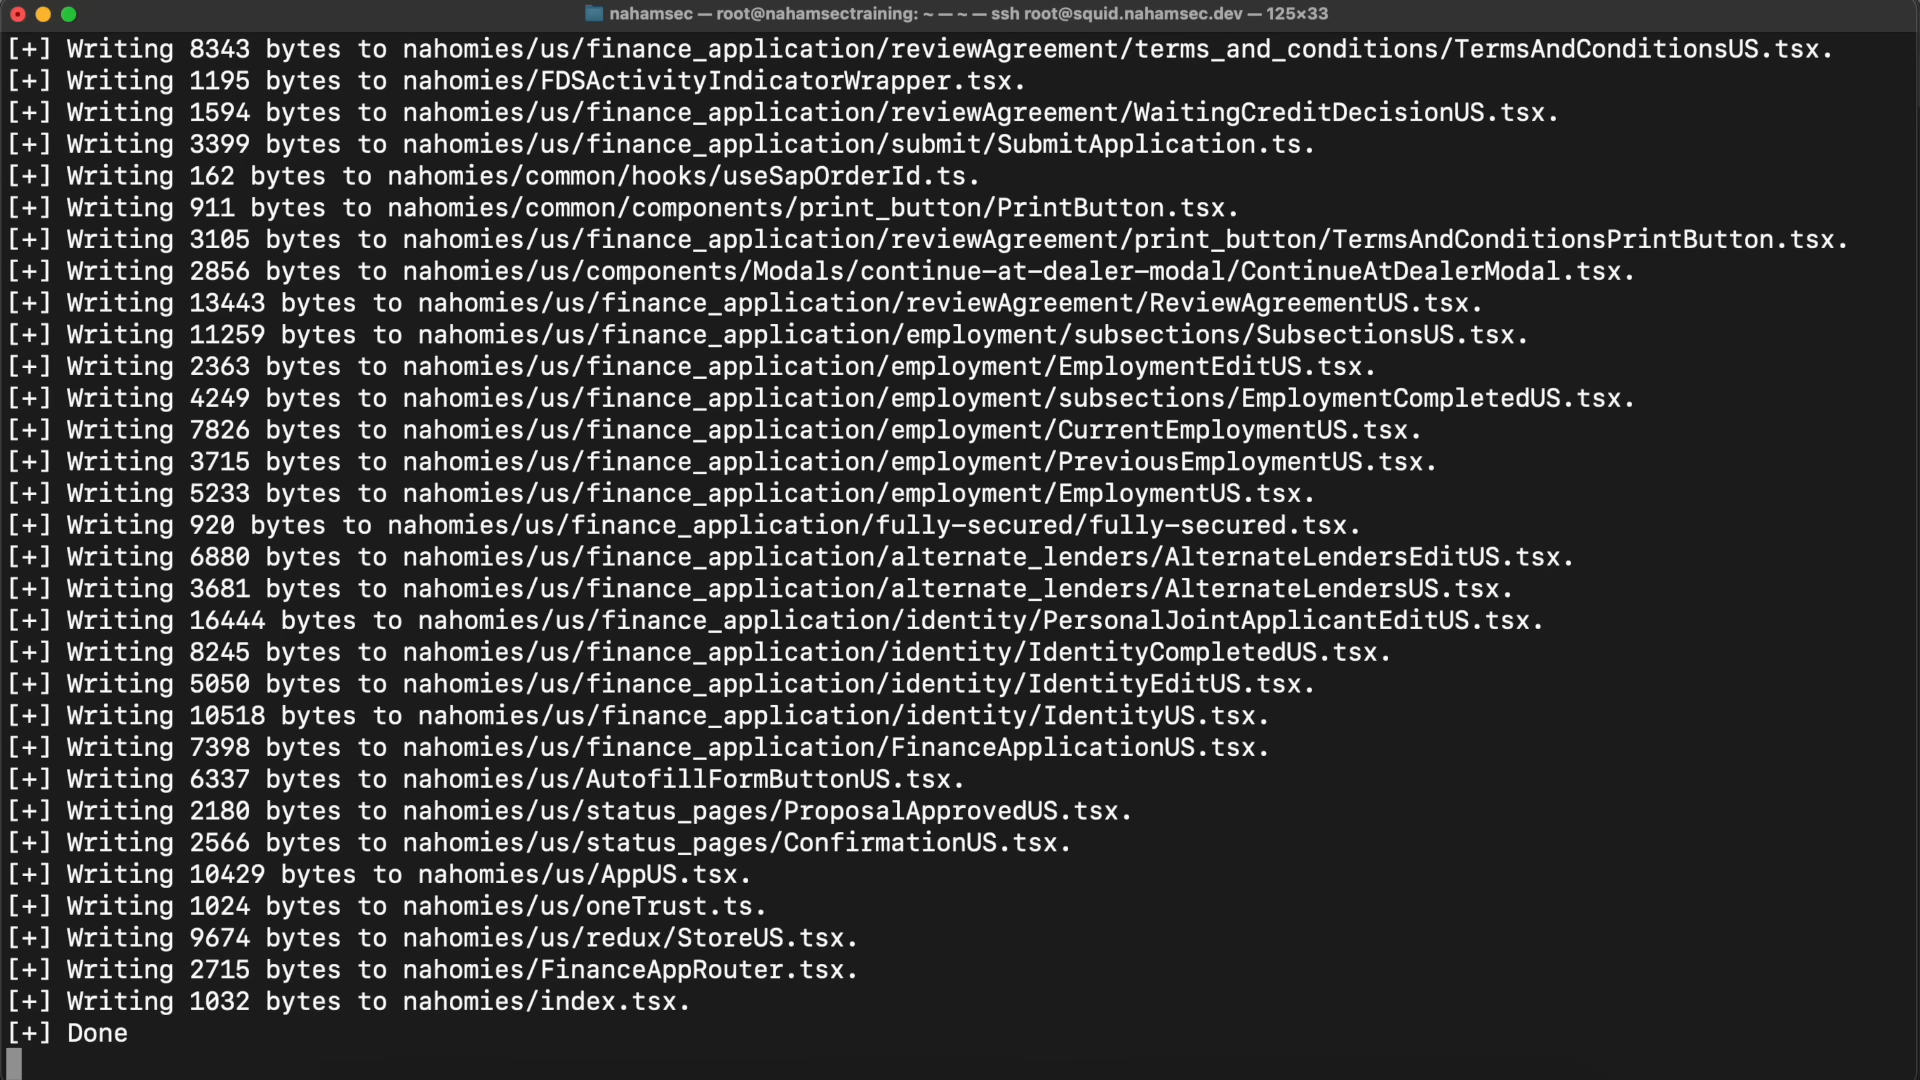 nahamsec — root@nahamsectraining: ~ — ~ — ssh root@squid.nahamsec.dev — 125×33
[+] Writing 8343 bytes to nahomies/us/finance_application/reviewAgreement/terms_and_conditions/TermsAndConditionsUS.tsx.
[+] Writing 1195 bytes to nahomies/FDSActivityIndicatorWrapper.tsx.
[+] Writing 1594 bytes to nahomies/us/finance_application/reviewAgreement/WaitingCreditDecisionUS.tsx.
[+] Writing 3399 bytes to nahomies/us/finance_application/submit/SubmitApplication.ts.
[+] Writing 162 bytes to nahomies/common/hooks/useSapOrderId.ts.
[+] Writing 911 bytes to nahomies/common/components/print_button/PrintButton.tsx.
[+] Writing 3105 bytes to nahomies/us/finance_application/reviewAgreement/print_button/TermsAndConditionsPrintButton.tsx.
[+] Writing 2856 bytes to nahomies/us/components/Modals/continue-at-dealer-modal/ContinueAtDealerModal.tsx.
[+] Writing 13443 bytes to nahomies/us/finance_application/reviewAgreement/ReviewAgreementUS.tsx.
[+] Writing 11259 bytes to nahomies/us/finance_application/employment/subsections/SubsectionsUS.tsx.
[+] Writing 2363 bytes to nahomies/us/finance_application/employment/EmploymentEditUS.tsx.
[+] Writing 4249 bytes to nahomies/us/finance_application/employment/subsections/EmploymentCompletedUS.tsx.
[+] Writing 7826 bytes to nahomies/us/finance_application/employment/CurrentEmploymentUS.tsx.
[+] Writing 3715 bytes to nahomies/us/finance_application/employment/PreviousEmploymentUS.tsx.
[+] Writing 5233 bytes to nahomies/us/finance_application/employment/EmploymentUS.tsx.
[+] Writing 920 bytes to nahomies/us/finance_application/fully-secured/fully-secured.tsx.
[+] Writing 6880 bytes to nahomies/us/finance_application/alternate_lenders/AlternateLendersEditUS.tsx.
[+] Writing 3681 bytes to nahomies/us/finance_application/alternate_lenders/AlternateLendersUS.tsx.
[+] Writing 16444 bytes to nahomies/us/finance_application/identity/PersonalJointApplicantEditUS.tsx.
[+] Writing 8245 bytes to nahomies/us/finance_application/identity/IdentityCompletedUS.tsx.
[+] Writing 5050 bytes to nahomies/us/finance_application/identity/IdentityEditUS.tsx.
[+] Writing 10518 bytes to nahomies/us/finance_application/identity/IdentityUS.tsx.
[+] Writing 7398 bytes to nahomies/us/finance_application/FinanceApplicationUS.tsx.
[+] Writing 6337 bytes to nahomies/us/AutofillFormButtonUS.tsx.
[+] Writing 2180 bytes to nahomies/us/status_pages/ProposalApprovedUS.tsx.
[+] Writing 2566 bytes to nahomies/us/status_pages/ConfirmationUS.tsx.
[+] Writing 10429 bytes to nahomies/us/AppUS.tsx.
[+] Writing 1024 bytes to nahomies/us/oneTrust.ts.
[+] Writing 9674 bytes to nahomies/us/redux/StoreUS.tsx.
[+] Writing 2715 bytes to nahomies/FinanceAppRouter.tsx.
[+] Writing 1032 bytes to nahomies/index.tsx.
[+] Done